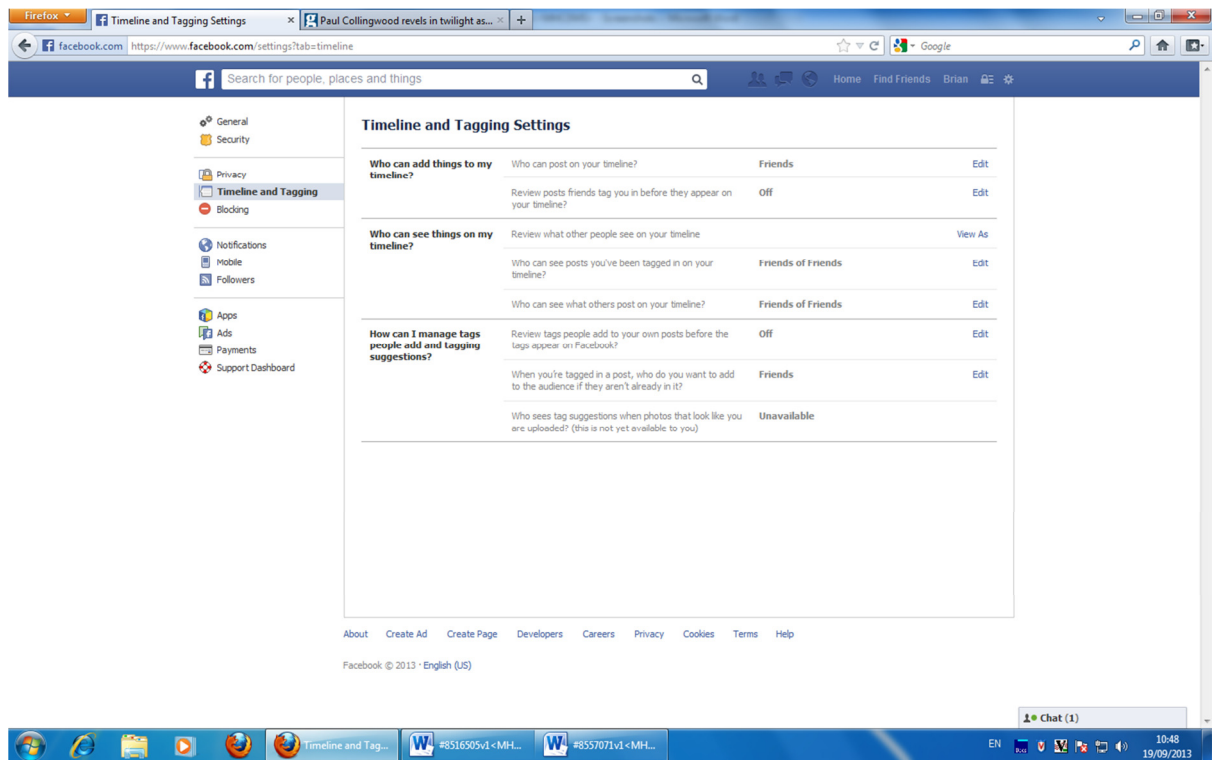 Firefox
Timeline and Tagging Settings
Paul Collingwood revels in twilight as...
facebook.com https://www.facebook.com/settings?tab=timeline
Google
Search for people, places and things
Home Find Friends Brian
General
Security
Privacy
Timeline and Tagging
Blocking
Notifications
Mobile
Followers
Apps
Ads
Payments
Support Dashboard
Timeline and Tagging Settings
Who can add things to my
timeline?
Who can post on your timeline? Friends Edit
Review posts friends tag you in before they appear on
your timeline?
Off Edit
Who can see things on my
timeline?
Review what other people see on your timeline View As
Who can see posts you've been tagged in on your
timeline?
Friends of Friends Edit
Who can see what others post on your timeline? Friends of Friends Edit
How can I manage tags
people add and tagging
suggestions?
Review tags people add to your own posts before the
tags appear on Facebook?
Off Edit
When you're tagged in a post, who do you want to add
to the audience if they aren't already in it?
Friends Edit
Who sees tag suggestions when photos that look like you
are uploaded? (this is not yet available to you)
Unavailable
About Create Ad Create Page Developers Careers Privacy Cookies Terms Help
Facebook © 2013 · English (US)
Chat (1)
Timeline and Tag...
#8516505v1<MH...
#8557071v1<MH...
EN
10:48
19/09/2013